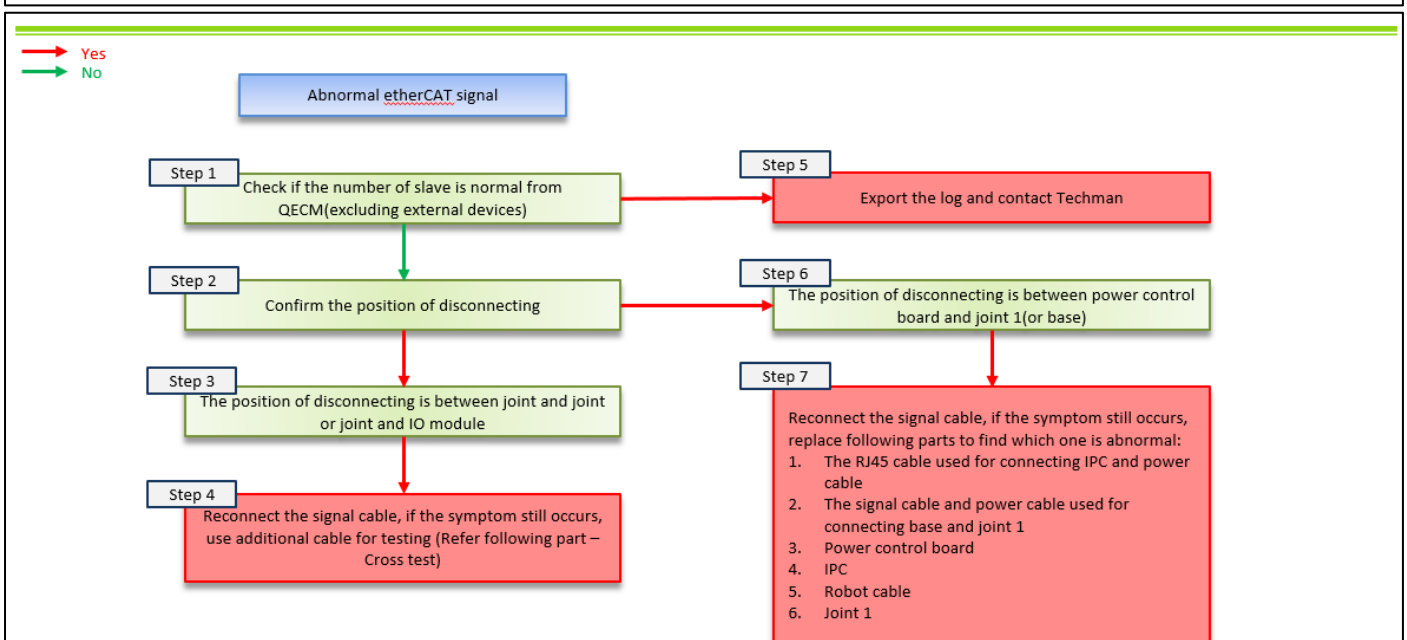 Yes
No
Abnormal etherCAT signal
Step 1
Check if the number of slave is normal from
QECM(excluding external devices)
Step 5
Export the log and contact Techman
Step 2
Confirm the position of disconnecting
Step 6
The position of disconnecting is between power control
board and joint 1(or base)
Step 3
The position of disconnecting is between joint and joint
or joint and IO module
Step 4
Reconnect the signal cable, if the symptom still occurs,
use additional cable for testing (Refer following part –
Cross test)
Step 7
Reconnect the signal cable, if the symptom still occurs,
replace following parts to find which one is abnormal:
1. The RJ45 cable used for connecting IPC and power
cable
2. The signal cable and power cable used for
connecting base and joint 1
3. Power control board
4. IPC
5. Robot cable
6. Joint 1